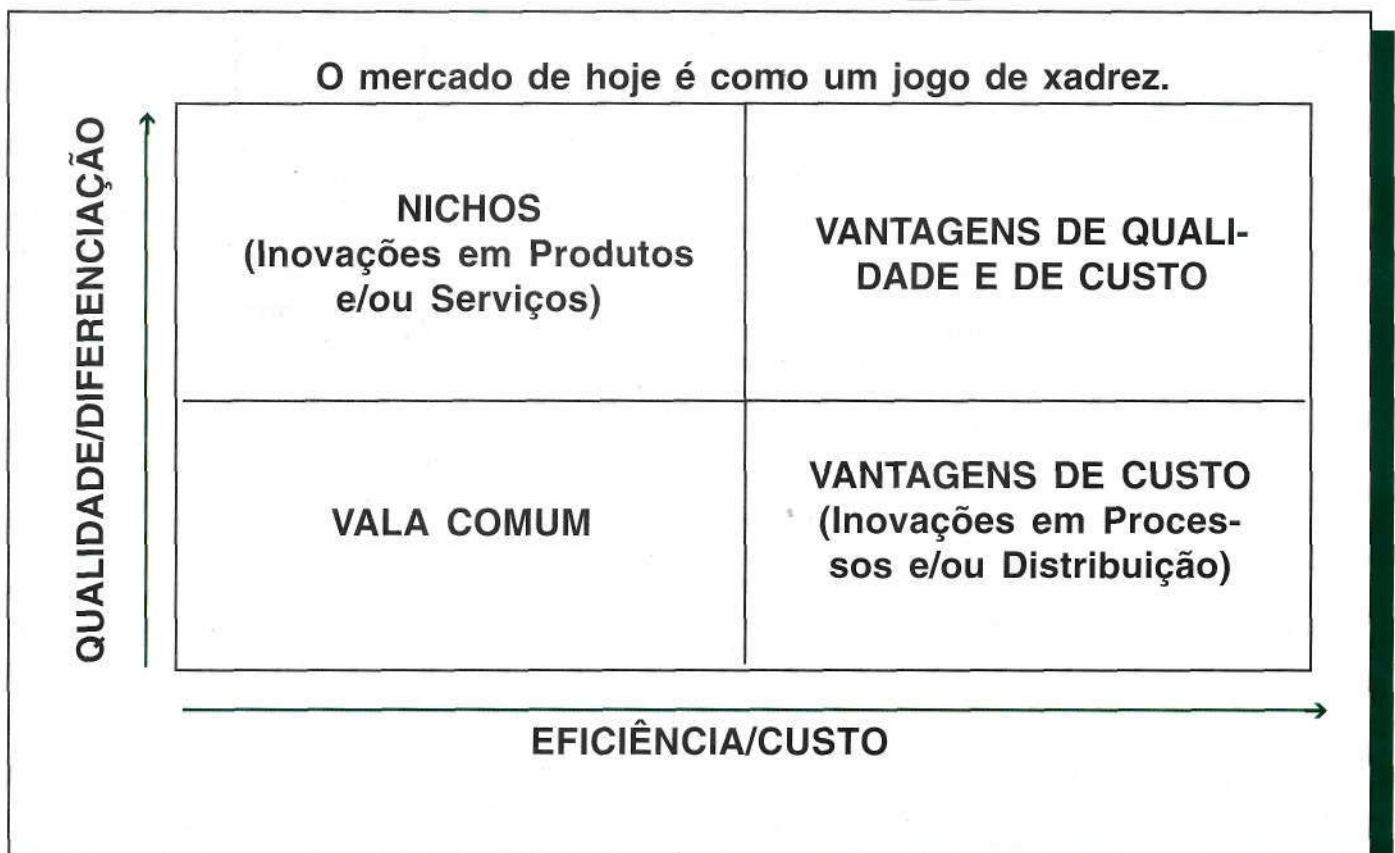 O mercado de hoje é como um jogo de xadrez.
QUALIDADE/DIFERENCIAÇÃO
NICHOS
(Inovações em Produtos
e/ou Serviços)
VANTAGENS DE QUALI-
DADE E DE CUSTO
VALA COMUM
VANTAGENS DE CUSTO
(Inovações em Proces-
sos e/ou Distribuição)
EFICIÊNCIA/CUSTO